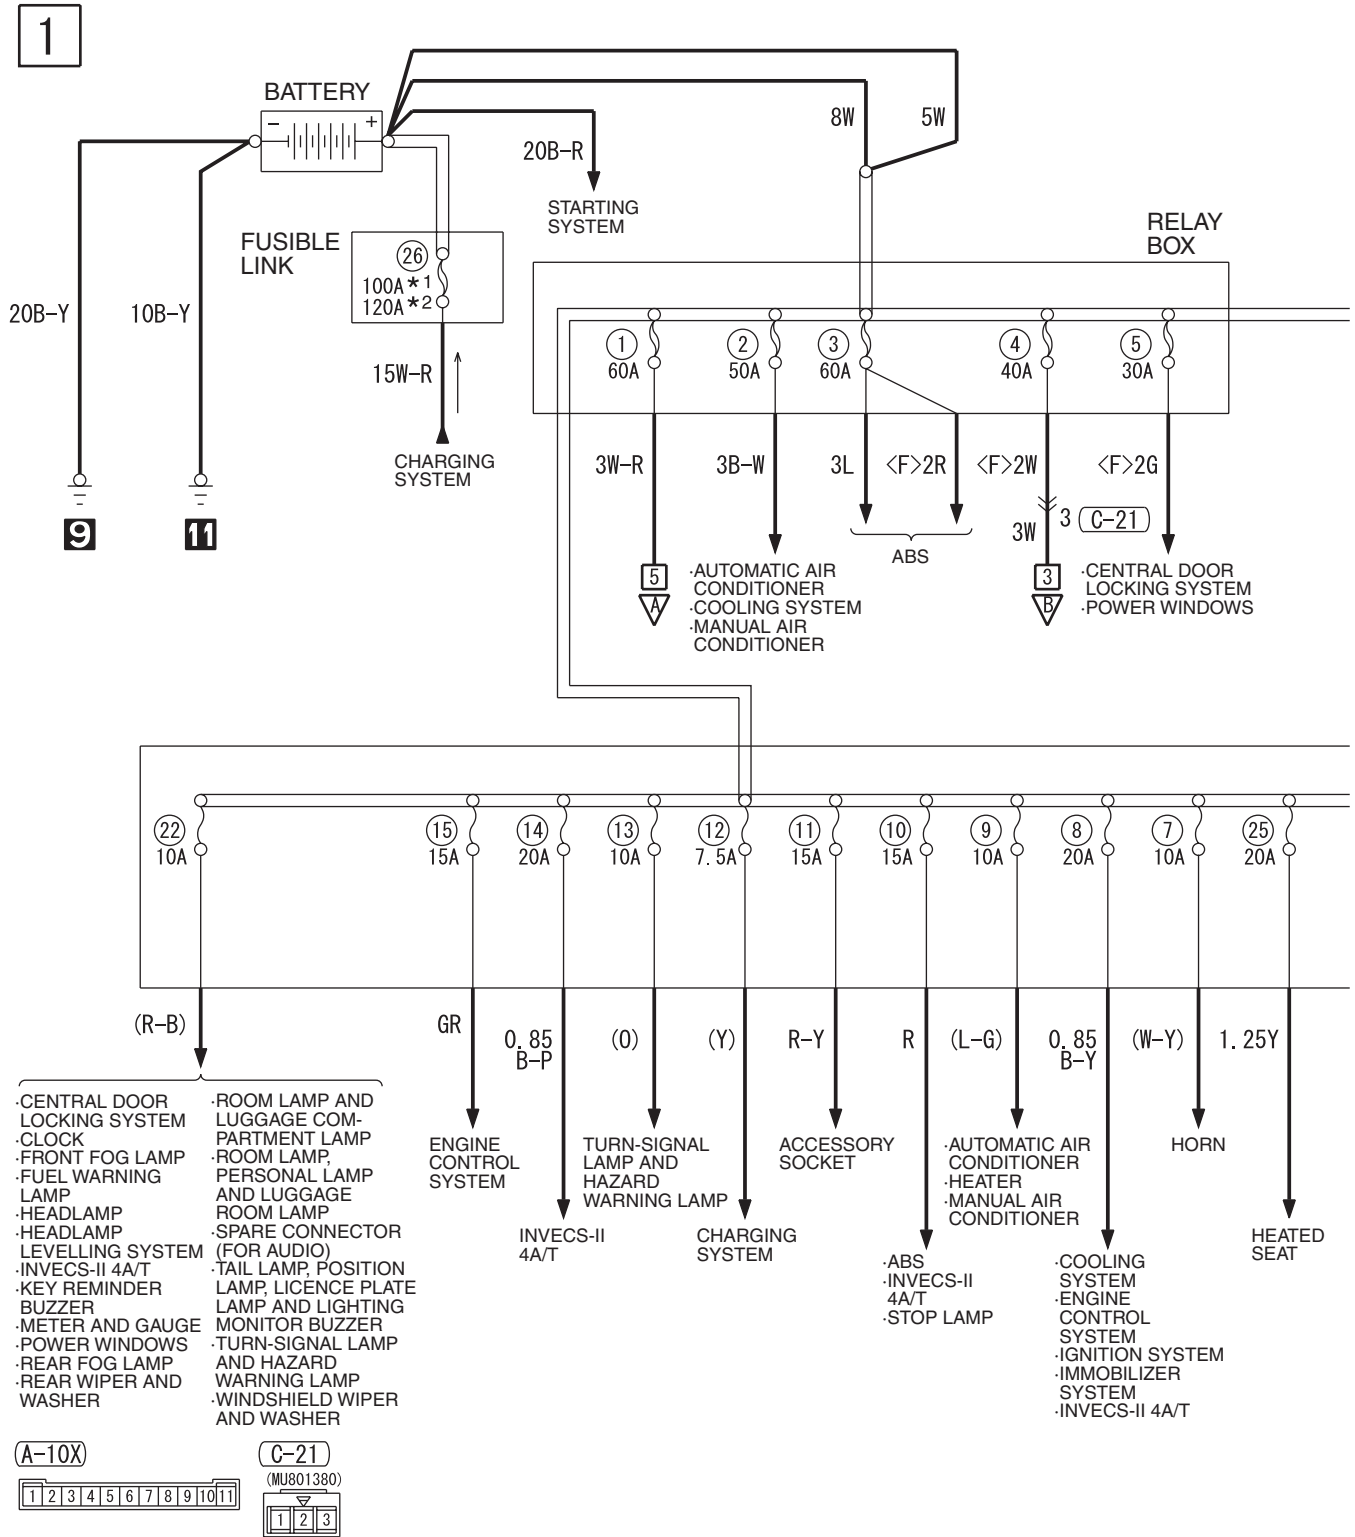 1
BATTERY
−
+
8W
5W
20B-R
STARTING
SYSTEM
RELAY
BOX
FUSIBLE
LINK
26
100A*1
120A*2
20B-Y
10B-Y
15W-R
CHARGING
SYSTEM
9
11
1
60A
2
50A
3
60A
4
40A
5
30A
3W-R
3B-W
3L
<F>2R
<F>2W
<F>2G
3W
3
C-21
ABS
5
A
·AUTOMATIC AIR
CONDITIONER
·COOLING SYSTEM
·MANUAL AIR
CONDITIONER
3
B
·CENTRAL DOOR
LOCKING SYSTEM
·POWER WINDOWS
22
10A
15
15A
14
20A
13
10A
12
7.5A
11
15A
10
15A
9
10A
8
20A
7
10A
25
20A
(R-B)
GR
0.85
B-P
(O)
(Y)
R-Y
R
(L-G)
0.85
B-Y
(W-Y)
1.25Y
·CENTRAL DOOR
LOCKING SYSTEM
·CLOCK
·FRONT FOG LAMP
·FUEL WARNING
LAMP
·HEADLAMP
·HEADLAMP
LEVELLING SYSTEM
·INVECS-II 4A/T
·KEY REMINDER
BUZZER
·METER AND GAUGE
·POWER WINDOWS
·REAR FOG LAMP
·REAR WIPER AND
WASHER
·ROOM LAMP AND
LUGGAGE COM-
PARTMENT LAMP
·ROOM LAMP,
PERSONAL LAMP
AND LUGGAGE
ROOM LAMP
·SPARE CONNECTOR
(FOR AUDIO)
·TAIL LAMP, POSITION
LAMP, LICENCE PLATE
LAMP AND LIGHTING
MONITOR BUZZER
·TURN-SIGNAL LAMP
AND HAZARD
WARNING LAMP
·WINDSHIELD WIPER
AND WASHER
ENGINE
CONTROL
SYSTEM
INVECS-II
4A/T
TURN-SIGNAL
LAMP AND
HAZARD
WARNING LAMP
CHARGING
SYSTEM
ACCESSORY
SOCKET
·ABS
·INVECS-II
4A/T
·STOP LAMP
·AUTOMATIC AIR
CONDITIONER
·HEATER
·MANUAL AIR
CONDITIONER
·COOLING
SYSTEM
·ENGINE
CONTROL
SYSTEM
·IGNITION SYSTEM
·IMMOBILIZER
SYSTEM
·INVECS-II 4A/T
HORN
HEATED
SEAT
A-10X
1 2 3 4 5 6 7 8 9 10 11
C-21
(MU801380)
1 2 3